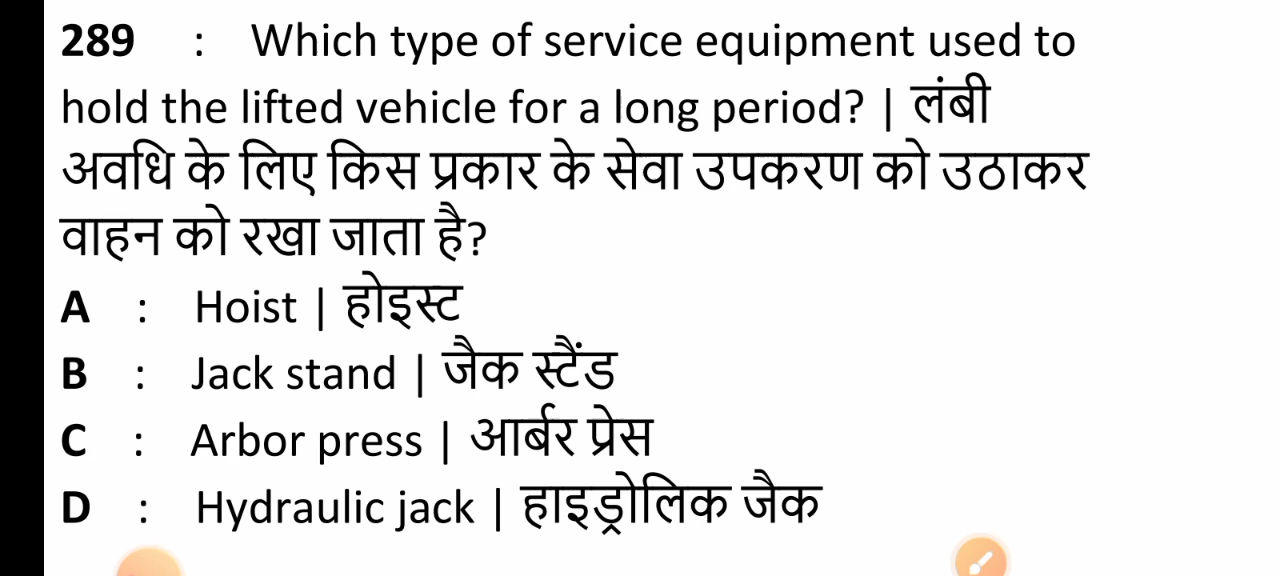 289 : Which type of service equipment used to
hold the lifted vehicle for a long period? | लंबी
अवधि के लिए किस प्रकार के सेवा उपकरण को उठाकर
वाहन को रखा जाता है?
A : Hoist | होइस्ट
B : Jack stand | जैक स्टैंड
C : Arbor press | आर्बर प्रेस
D : Hydraulic jack | हाइड्रोलिक जैक